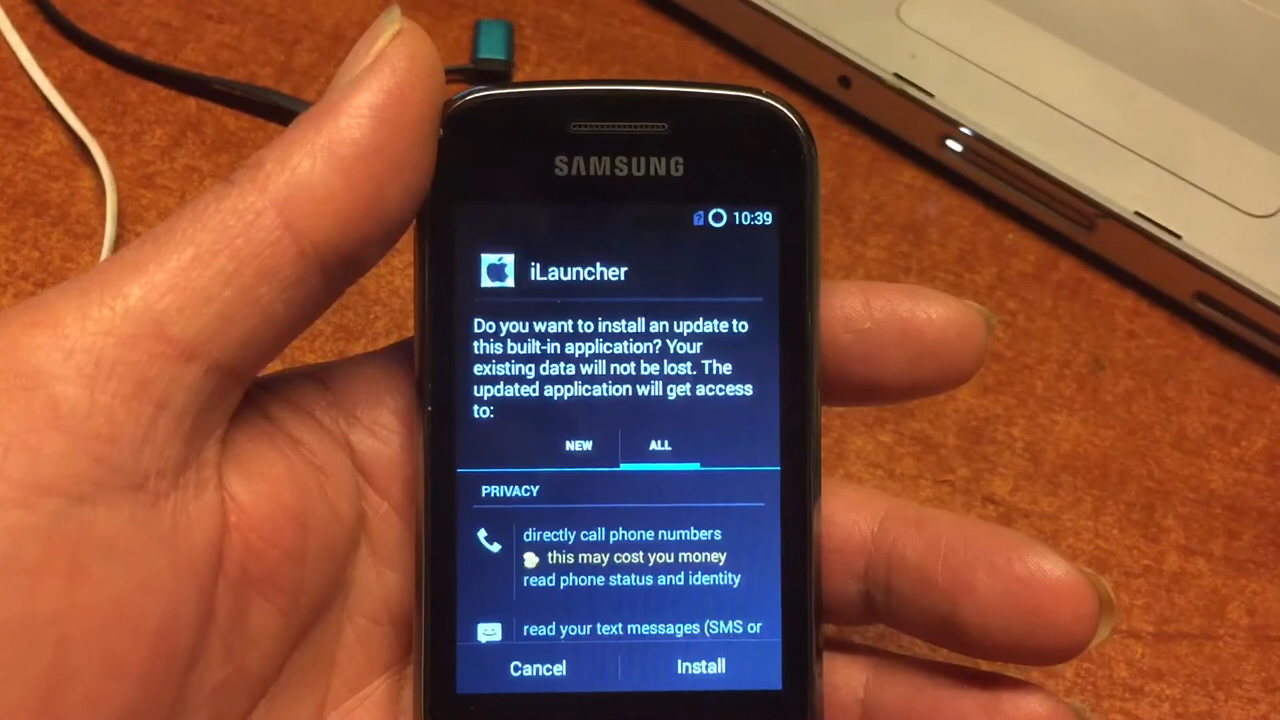 SAMSUNG
10:39
iLauncher
Do you want to install an update to
this built-in application? Your
existing data will not be lost. The
updated application will get access
to:
NEW ALL
PRIVACY
directly call phone numbers
this may cost you money
read phone status and identity
read your text messages (SMS or
Cancel Install